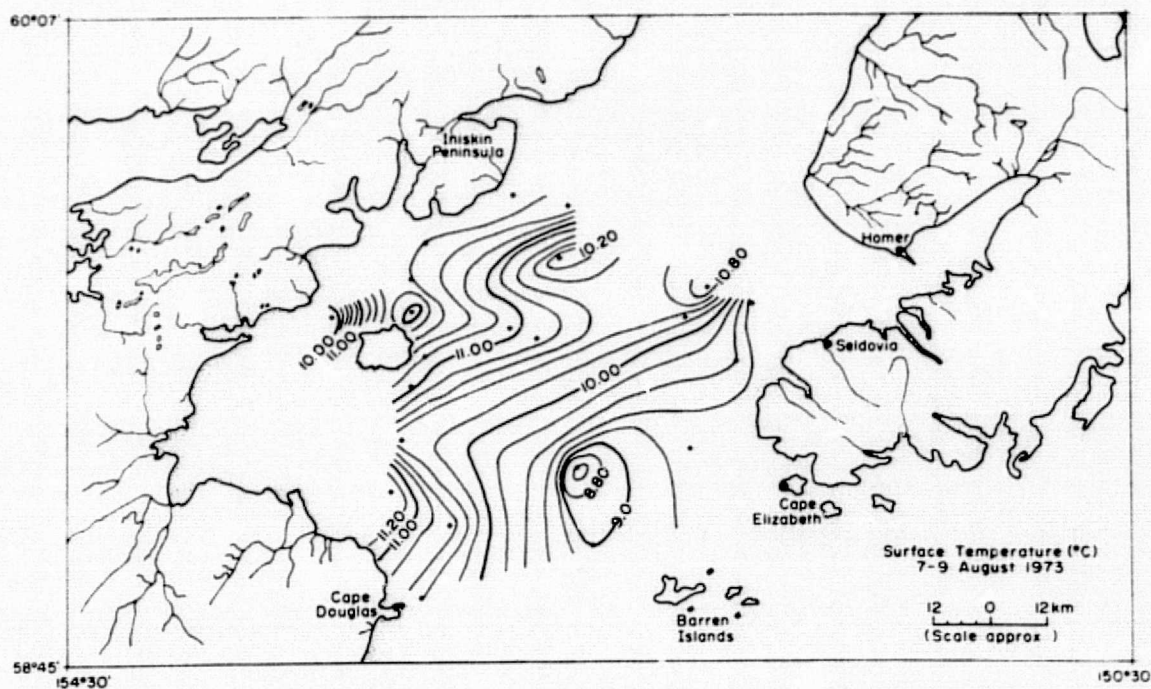 60°07'
Iniskin
Peninsula
Homer
10.20
10.80
10.00
11.00
11.00
Seldovia
10.00
8.80
9.0
Cape
Elizabeth
11.20
11.00
Surface Temperature (°C)
7-9 August 1973
Cape
Douglas
12 0 12 km
(Scale approx )
Barren
Islands
58°45'
154°30'
150°30'